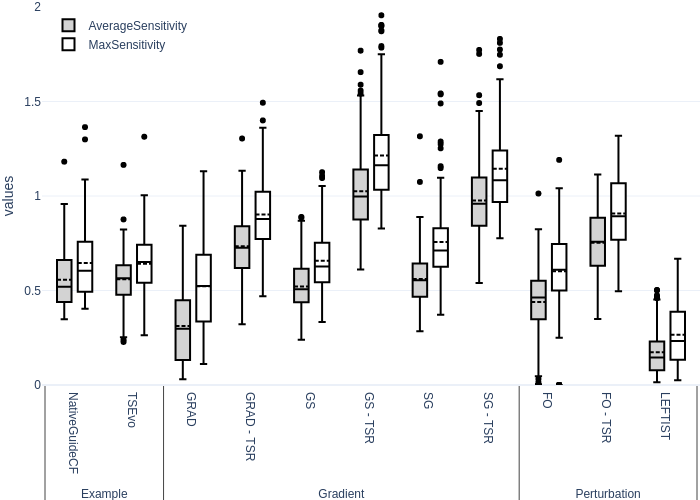 2
AverageSensitivity
MaxSensitivity
1.5
values
1
0.5
0
NativeGuideCF
TSEvo
GRAD
GRAD - TSR
GS
GS - TSR
SG
SG - TSR
FO
FO - TSR
LEFTIST
Example
Gradient
Perturbation